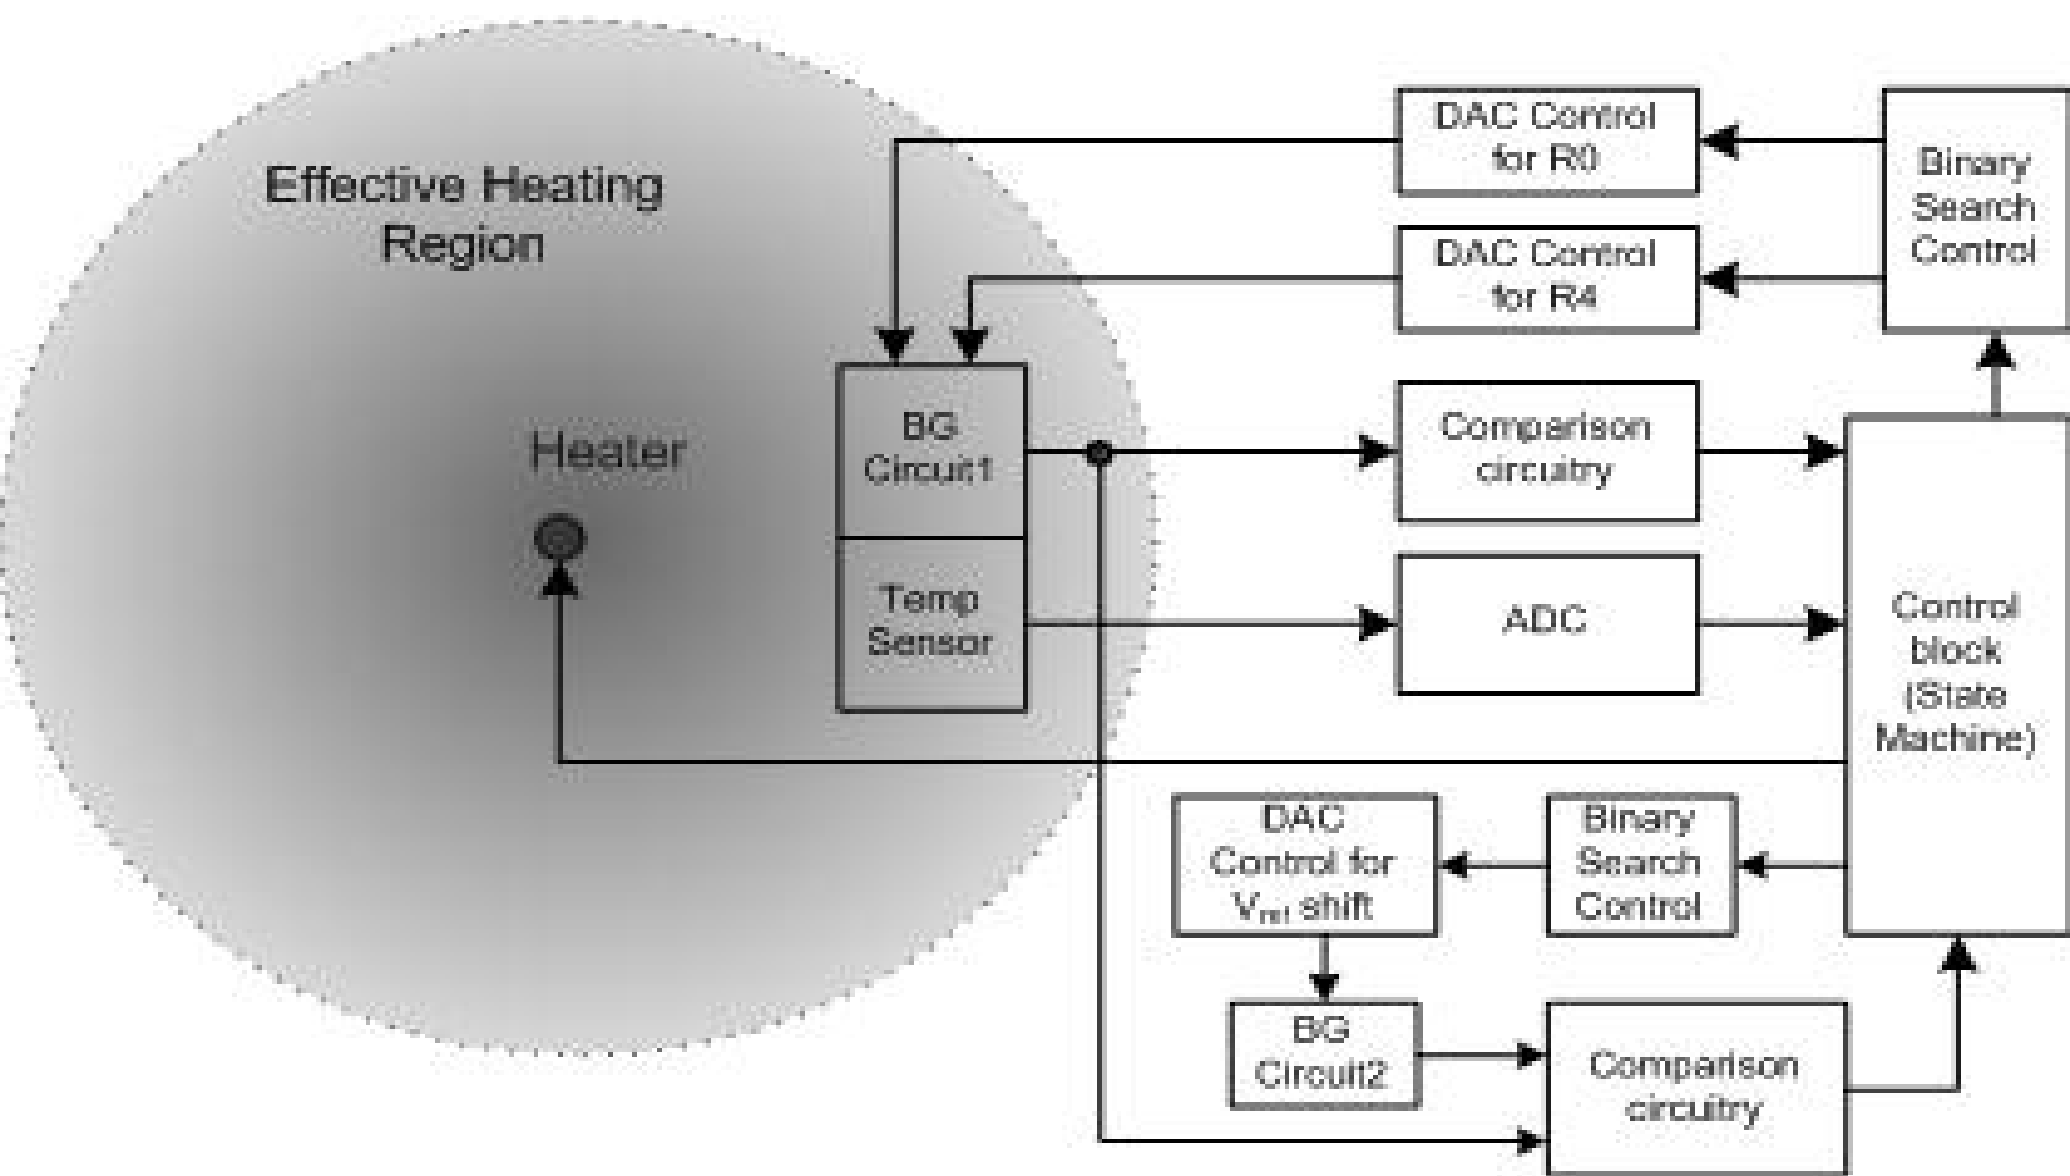 Effective Heating
Region
Heater
BG
Circuit1
Temp
Sensor
DAC Control
for R0
DAC Control
for R4
Binary
Search
Control
Comparison
circuitry
ADC
Control
block
(State
Machine)
DAC
Control for
Vref shift
Binary
Search
Control
BG
Circuit2
Comparison
circuitry